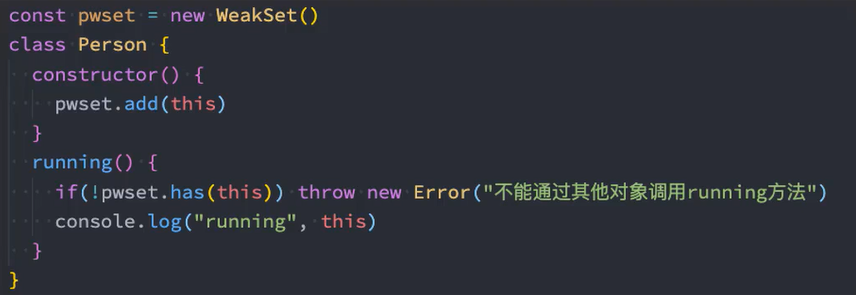 const pwset = new WeakSet()
class Person {
  constructor() {
    pwset.add(this)
  }
  running() {
    if(!pwset.has(this)) throw new Error("不能通过其他对象调用running方法")
    console.log("running", this)
  }
}